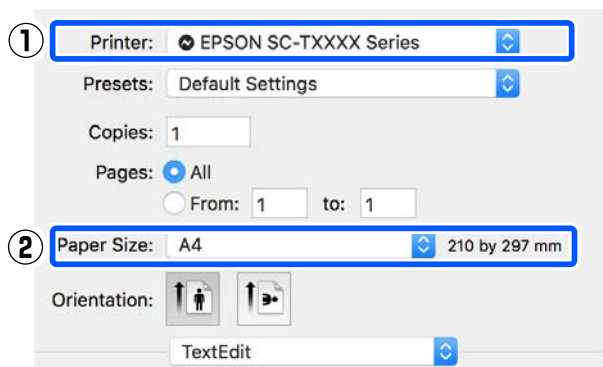 ① Printer: EPSON SC-TXXXX Series
Presets: Default Settings
Copies: 1
Pages: All
From: 1 to: 1
② Paper Size: A4 210 by 297 mm
Orientation:
TextEdit